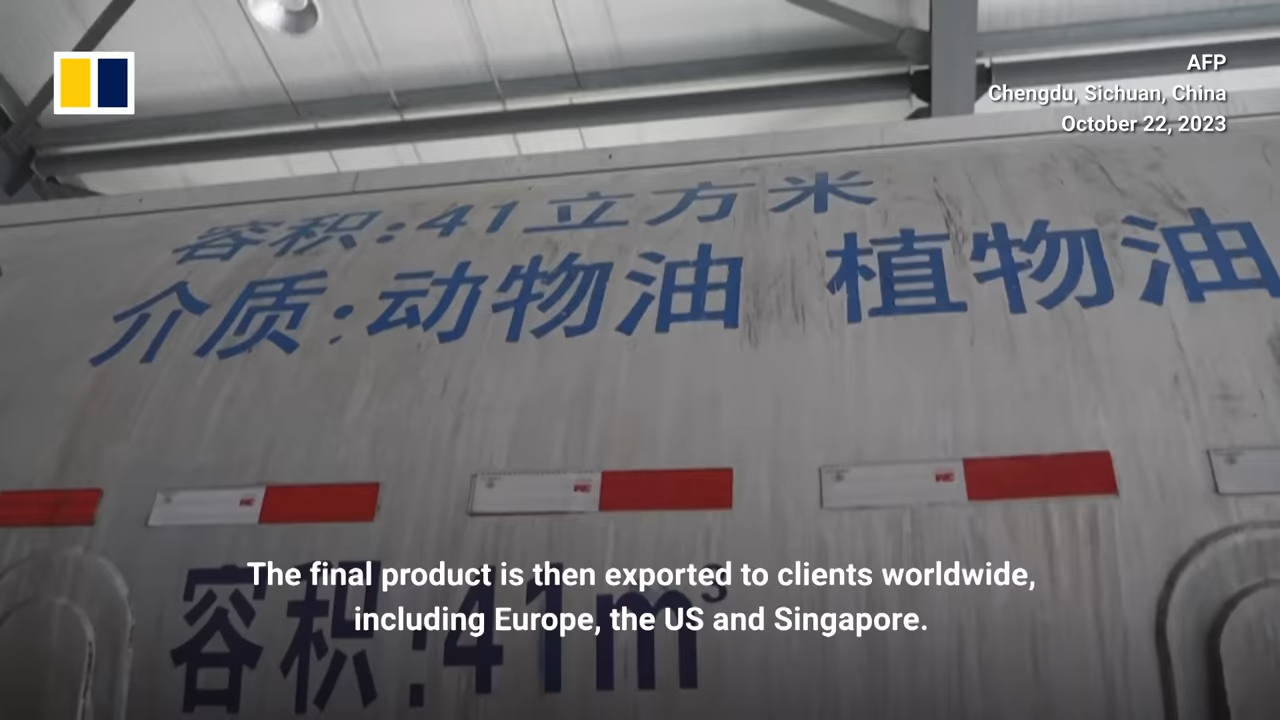 AFP
Chengdu, Sichuan, China
October 22, 2023
容积:41立方米
介质:动物油 植物油
The final product is then exported to clients worldwide,
including Europe, the US and Singapore.
容积:41m³